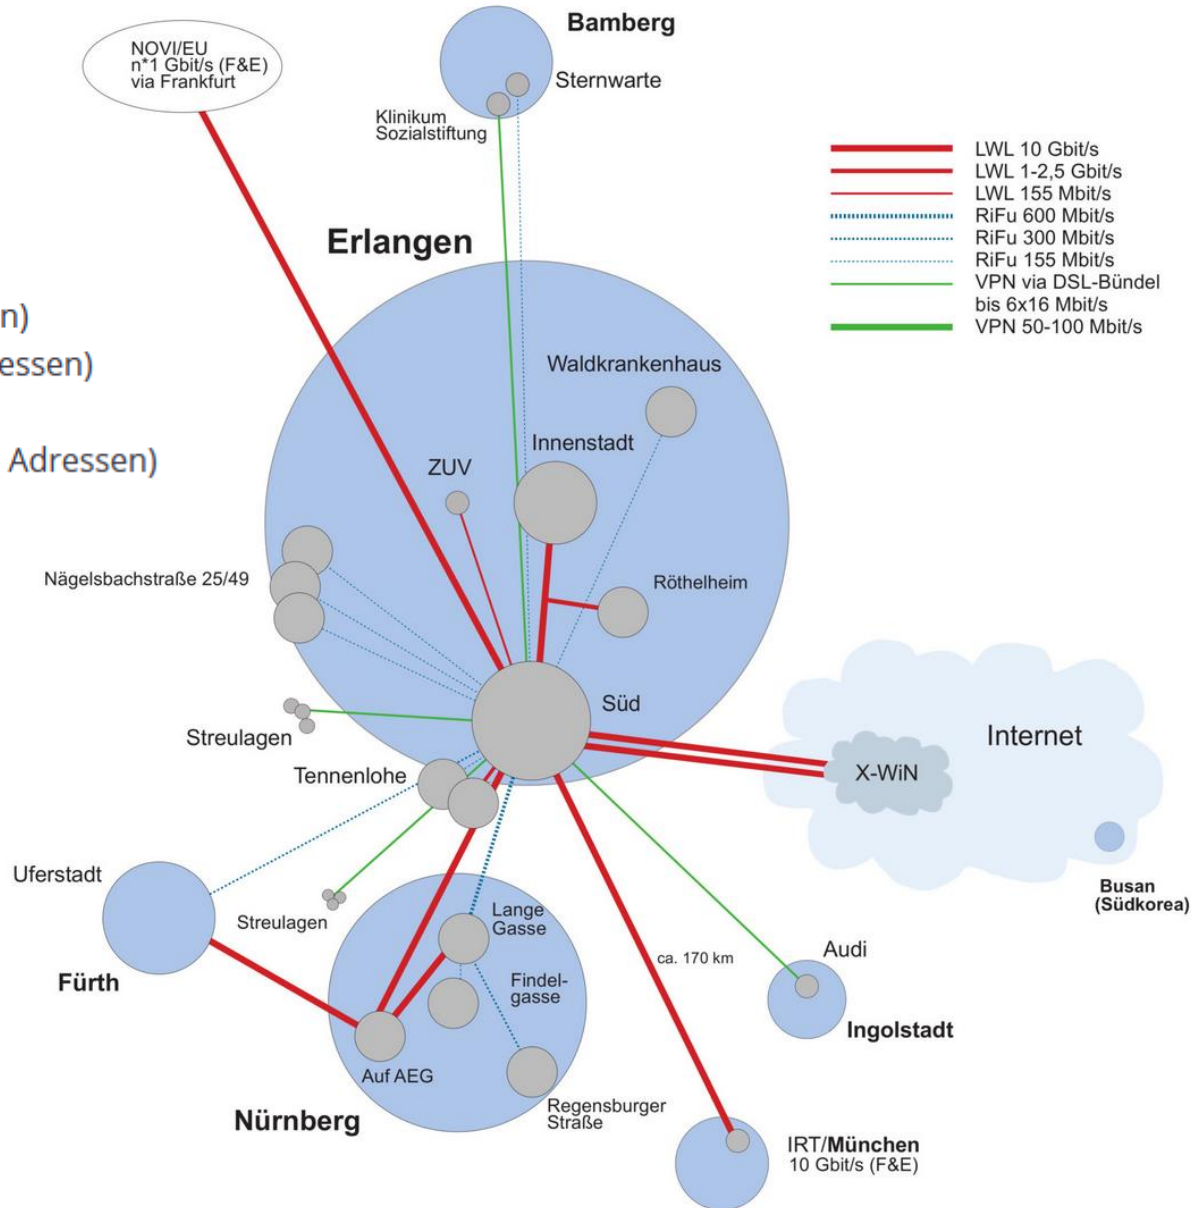 NOVI/EU
n*1 Gbit/s (F&E)
via Frankfurt
Bamberg
Sternwarte
Klinikum
Sozialstiftung
LWL 10 Gbit/s
LWL 1-2,5 Gbit/s
LWL 155 Mbit/s
RiFu 600 Mbit/s
RiFu 300 Mbit/s
RiFu 155 Mbit/s
VPN via DSL-Bündel
bis 6x16 Mbit/s
VPN 50-100 Mbit/s
Erlangen
n)
essen)
Adressen)
Waldkrankenhaus
Innenstadt
ZUV
Nägelsbachstraße 25/49
Röthelheim
Süd
Streulagen
Tennenlohe
Internet
X-WiN
Busan
(Südkorea)
Uferstadt
Fürth
Streulagen
Lange
Gasse
Findel-
gasse
Auf AEG
Nürnberg
Regensburger
Straße
ca. 170 km
Audi
Ingolstadt
IRT/München
10 Gbit/s (F&E)